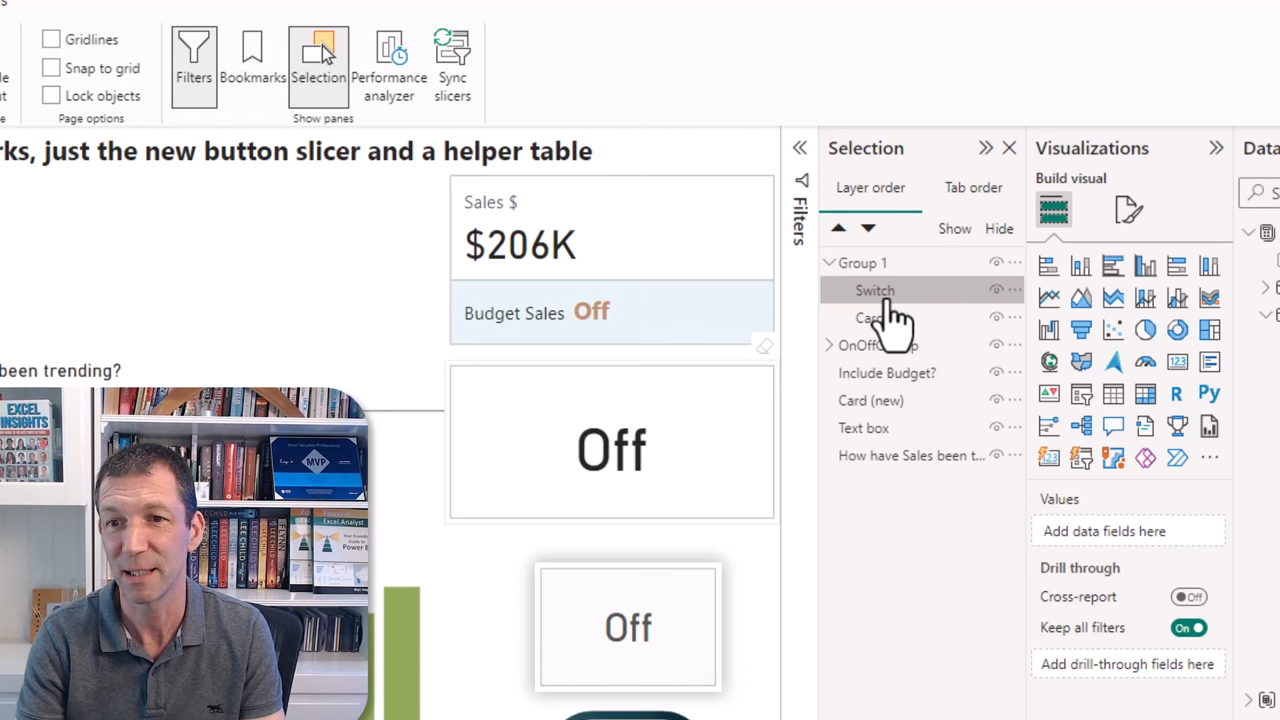 Gridlines
Snap to grid
Lock objects
Page options
Filters
Bookmarks
Selection
Performance
analyzer
Sync
slicers
Show panes
rks, just the new button slicer and a helper table
Sales $
$206K
Budget Sales Off
been trending?
Off
Off
Filters
Selection
Layer order
Tab order
Show
Hide
Group 1
Switch
Include Budget?
Card (new)
Text box
How have Sales been t...
Visualizations
Build visual
123
R
Py
Values
Add data fields here
Drill through
Cross-report
Off
Keep all filters
On
Add drill-through fields here
Data
EXCEL
INSIGHTS
MVP